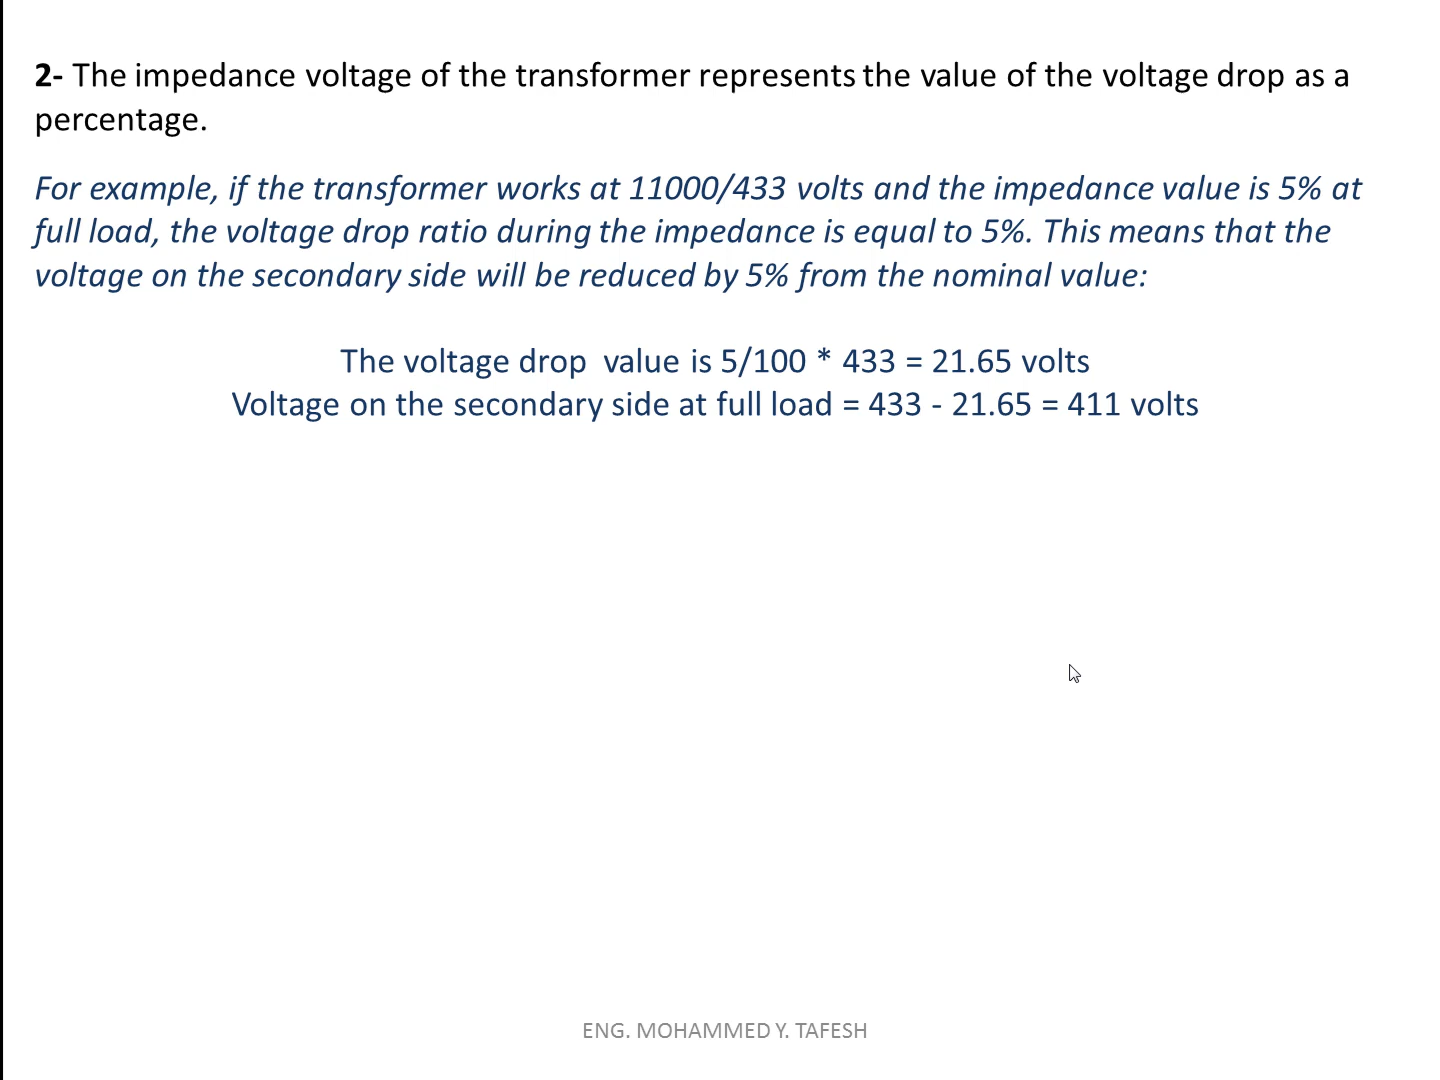 2- The impedance voltage of the transformer represents the value of the voltage drop as a
percentage.
For example, if the transformer works at 11000/433 volts and the impedance value is 5% at
full load, the voltage drop ratio during the impedance is equal to 5%. This means that the
voltage on the secondary side will be reduced by 5% from the nominal value:
The voltage drop  value is 5/100 * 433 = 21.65 volts
Voltage on the secondary side at full load = 433 - 21.65 = 411 volts
ENG. MOHAMMED Y. TAFESH